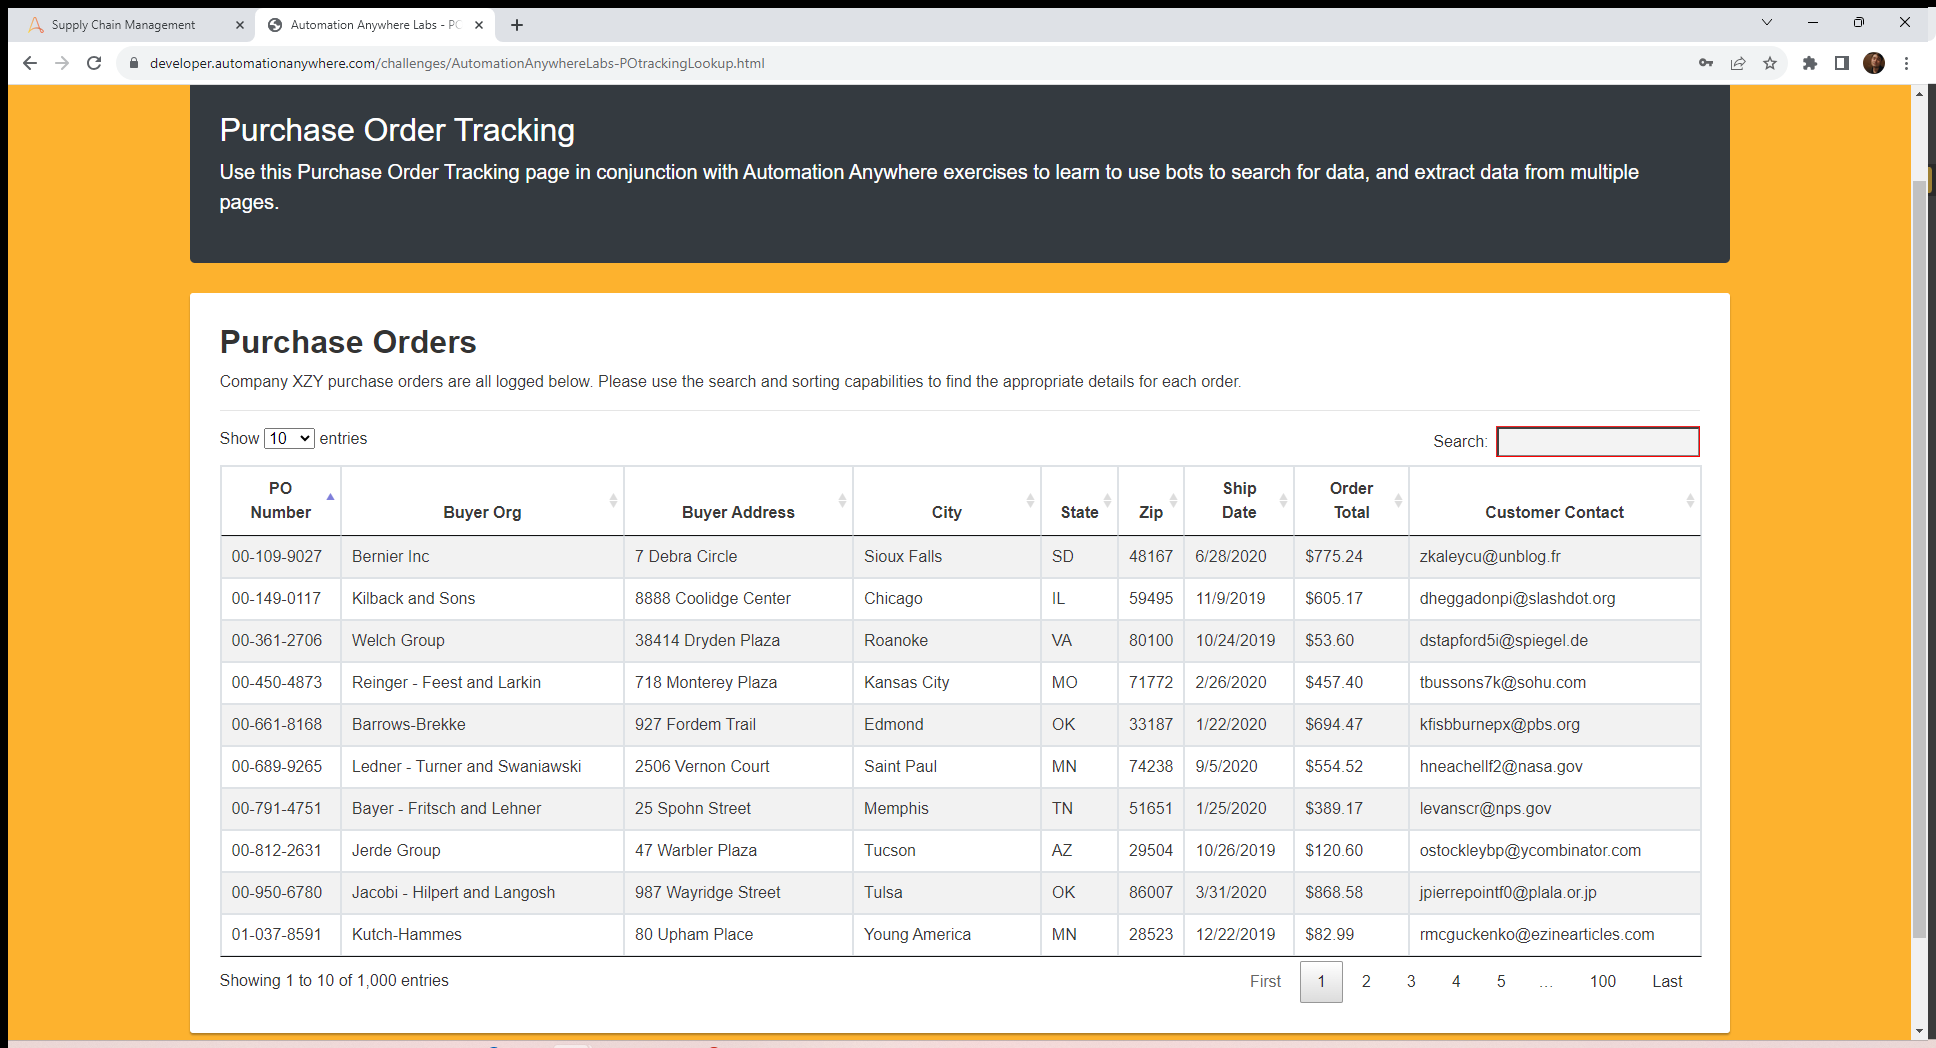 Supply Chain Management
Automation Anywhere Labs - PO
developer.automationanywhere.com/challenges/AutomationAnywhereLabs-POtrackingLookup.html
Purchase Order Tracking
Use this Purchase Order Tracking page in conjunction with Automation Anywhere exercises to learn to use bots to search for data, and extract data from multiple
pages.
Purchase Orders
Company XZY purchase orders are all logged below. Please use the search and sorting capabilities to find the appropriate details for each order.
Show 10 entries Search:
PO Number Buyer Org Buyer Address City State Zip Ship Date Order Total Customer Contact
00-109-9027 Bernier Inc 7 Debra Circle Sioux Falls SD 48167 6/28/2020 $775.24 zkaleycu@unblog.fr
00-149-0117 Kilback and Sons 8888 Coolidge Center Chicago IL 59495 11/9/2019 $605.17 dheggadonpi@slashdot.org
00-361-2706 Welch Group 38414 Dryden Plaza Roanoke VA 80100 10/24/2019 $53.60 dstapford5i@spiegel.de
00-450-4873 Reinger - Feest and Larkin 718 Monterey Plaza Kansas City MO 71772 2/26/2020 $457.40 tbussons7k@sohu.com
00-661-8168 Barrows-Brekke 927 Fordem Trail Edmond OK 33187 1/22/2020 $694.47 kfisbburnepx@pbs.org
00-689-9265 Ledner - Turner and Swaniawski 2506 Vernon Court Saint Paul MN 74238 9/5/2020 $554.52 hneachellf2@nasa.gov
00-791-4751 Bayer - Fritsch and Lehner 25 Spohn Street Memphis TN 51651 1/25/2020 $389.17 levanscr@nps.gov
00-812-2631 Jerde Group 47 Warbler Plaza Tucson AZ 29504 10/26/2019 $120.60 ostockleybp@ycombinator.com
00-950-6780 Jacobi - Hilpert and Langosh 987 Wayridge Street Tulsa OK 86007 3/31/2020 $868.58 jpierrepointf0@plala.or.jp
01-037-8591 Kutch-Hammes 80 Upham Place Young America MN 28523 12/22/2019 $82.99 rmcguckenko@ezinearticles.com
Showing 1 to 10 of 1,000 entries First 1 2 3 4 5 … 100 Last